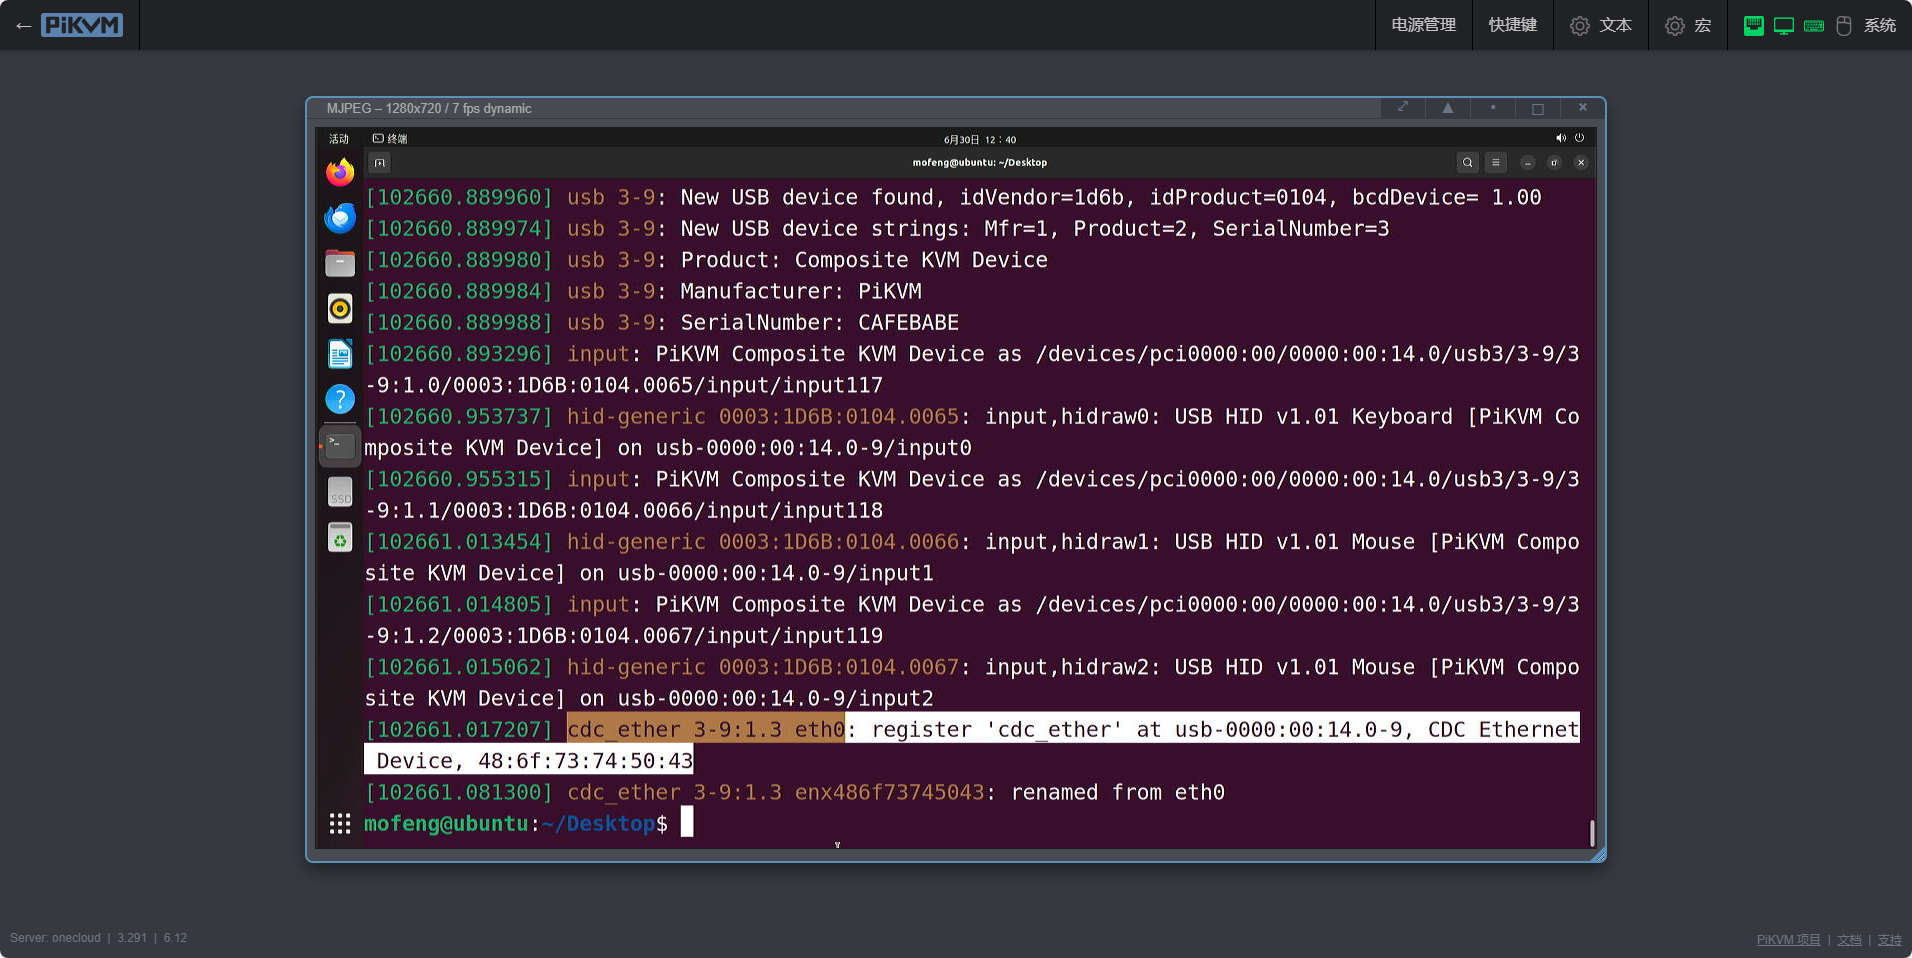 ← PiKVM 电源管理 快捷键 文本 宏 系统
MJPEG – 1280x720 / 7 fps dynamic
活动 终端 6月30日 12：40
mofeng@ubuntu: ~/Desktop
[102660.889960] usb 3-9: New USB device found, idVendor=1d6b, idProduct=0104, bcdDevice= 1.00
[102660.889974] usb 3-9: New USB device strings: Mfr=1, Product=2, SerialNumber=3
[102660.889980] usb 3-9: Product: Composite KVM Device
[102660.889984] usb 3-9: Manufacturer: PiKVM
[102660.889988] usb 3-9: SerialNumber: CAFEBABE
[102660.893296] input: PiKVM Composite KVM Device as /devices/pci0000:00/0000:00:14.0/usb3/3-9/3
-9:1.0/0003:1D6B:0104.0065/input/input117
[102660.953737] hid-generic 0003:1D6B:0104.0065: input,hidraw0: USB HID v1.01 Keyboard [PiKVM Co
mposite KVM Device] on usb-0000:00:14.0-9/input0
[102660.955315] input: PiKVM Composite KVM Device as /devices/pci0000:00/0000:00:14.0/usb3/3-9/3
-9:1.1/0003:1D6B:0104.0066/input/input118
[102661.013454] hid-generic 0003:1D6B:0104.0066: input,hidraw1: USB HID v1.01 Mouse [PiKVM Compo
site KVM Device] on usb-0000:00:14.0-9/input1
[102661.014805] input: PiKVM Composite KVM Device as /devices/pci0000:00/0000:00:14.0/usb3/3-9/3
-9:1.2/0003:1D6B:0104.0067/input/input119
[102661.015062] hid-generic 0003:1D6B:0104.0067: input,hidraw2: USB HID v1.01 Mouse [PiKVM Compo
site KVM Device] on usb-0000:00:14.0-9/input2
[102661.017207] cdc_ether 3-9:1.3 eth0: register 'cdc_ether' at usb-0000:00:14.0-9, CDC Ethernet
 Device, 48:6f:73:74:50:43
[102661.081300] cdc_ether 3-9:1.3 enx486f73745043: renamed from eth0
mofeng@ubuntu:~/Desktop$
SSD
Server: onecloud | 3.291 | 6.12
PiKVM 项目 | 文档 | 支持